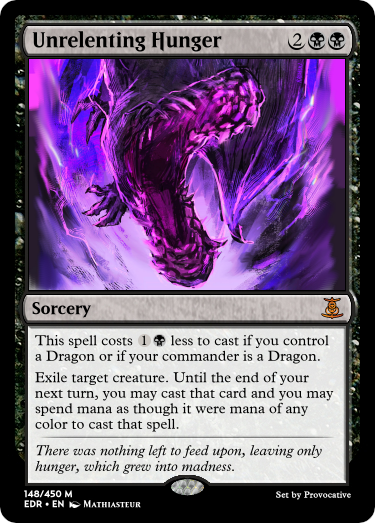 Unrelenting Hunger 2
Sorcery
This spell costs 1 less to cast if you control
a Dragon or if your commander is a Dragon.
Exile target creature. Until the end of your
next turn, you may cast that card and you may
spend mana as though it were mana of any
color to cast that spell.
There was nothing left to feed upon, leaving only
hunger, which grew into madness.
148/450 M
EDR • EN Mathiasteur
Set by Provocative